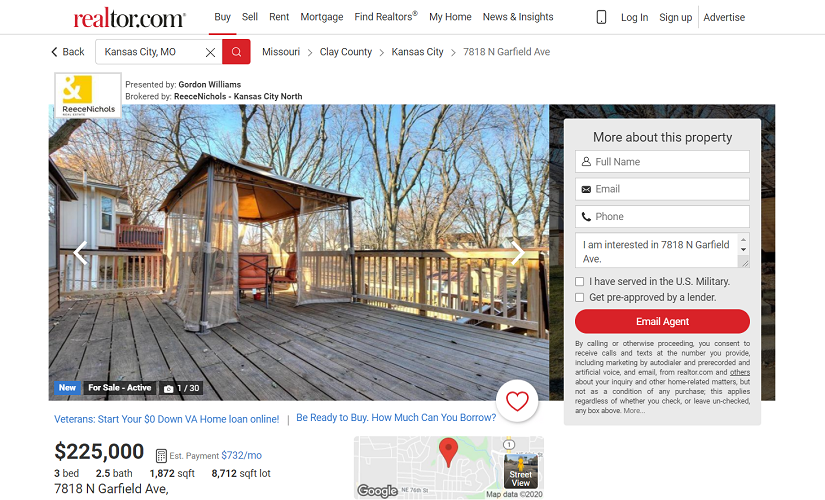 realtor.com®
Buy Sell Rent Mortgage Find Realtors® My Home News & Insights
Log In Sign up Advertise
Back
Kansas City, MO
Missouri > Clay County > Kansas City > 7818 N Garfield Ave
&
ReeceNichols
REAL ESTATE
Presented by: Gordon Williams
Brokered by: ReeceNichols - Kansas City North
New
For Sale - Active
1 / 30
More about this property
Full Name
Email
Phone
I am interested in 7818 N Garfield
Ave.
I have served in the U.S. Military.
Get pre-approved by a lender.
Email Agent
By calling or otherwise proceeding, you consent to
receive calls and texts at the number you provide,
including marketing by autodialer and prerecorded and
artificial voice, and email, from realtor.com and others
about your inquiry and other home-related matters, but
not as a condition of any purchase; this applies
regardless of whether you check, or leave un-checked,
any box above. More...
Veterans: Start Your $0 Down VA Home loan online! | Be Ready to Buy. How Much Can You Borrow?
$225,000
Est. Payment $732/mo
3 bed 2.5 bath 1,872 sqft 8,712 sqft lot
7818 N Garfield Ave,
1
NE 76th St
Street
View
Google
Map data ©2020